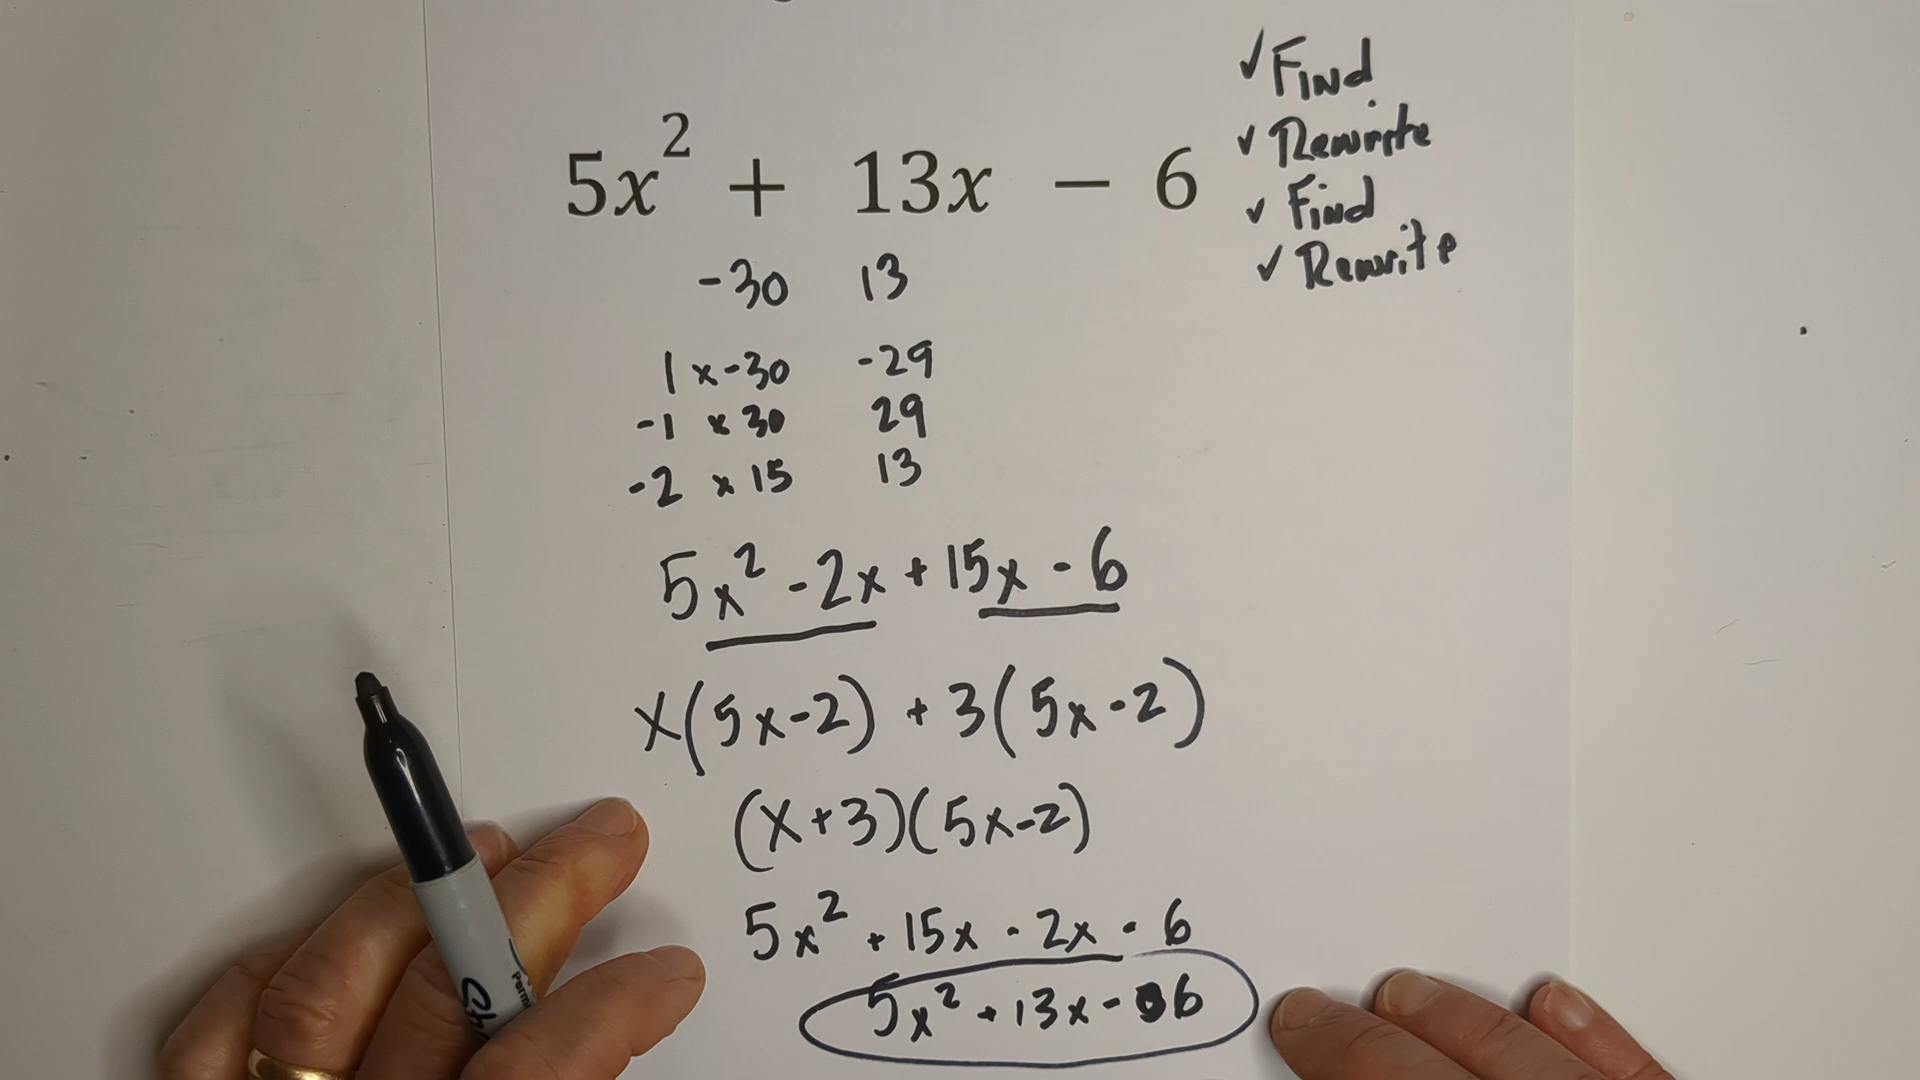 5x² + 13x − 6
✓ Find
✓ Rewrite
✓ Find
✓ Rewrite
-30 13
1 x -30 -29
-1 x 30 29
-2 x 15 13
5x² - 2x + 15x - 6
x(5x-2) + 3(5x-2)
(x+3)(5x-2)
5x² + 15x - 2x - 6
5x² + 13x - 6